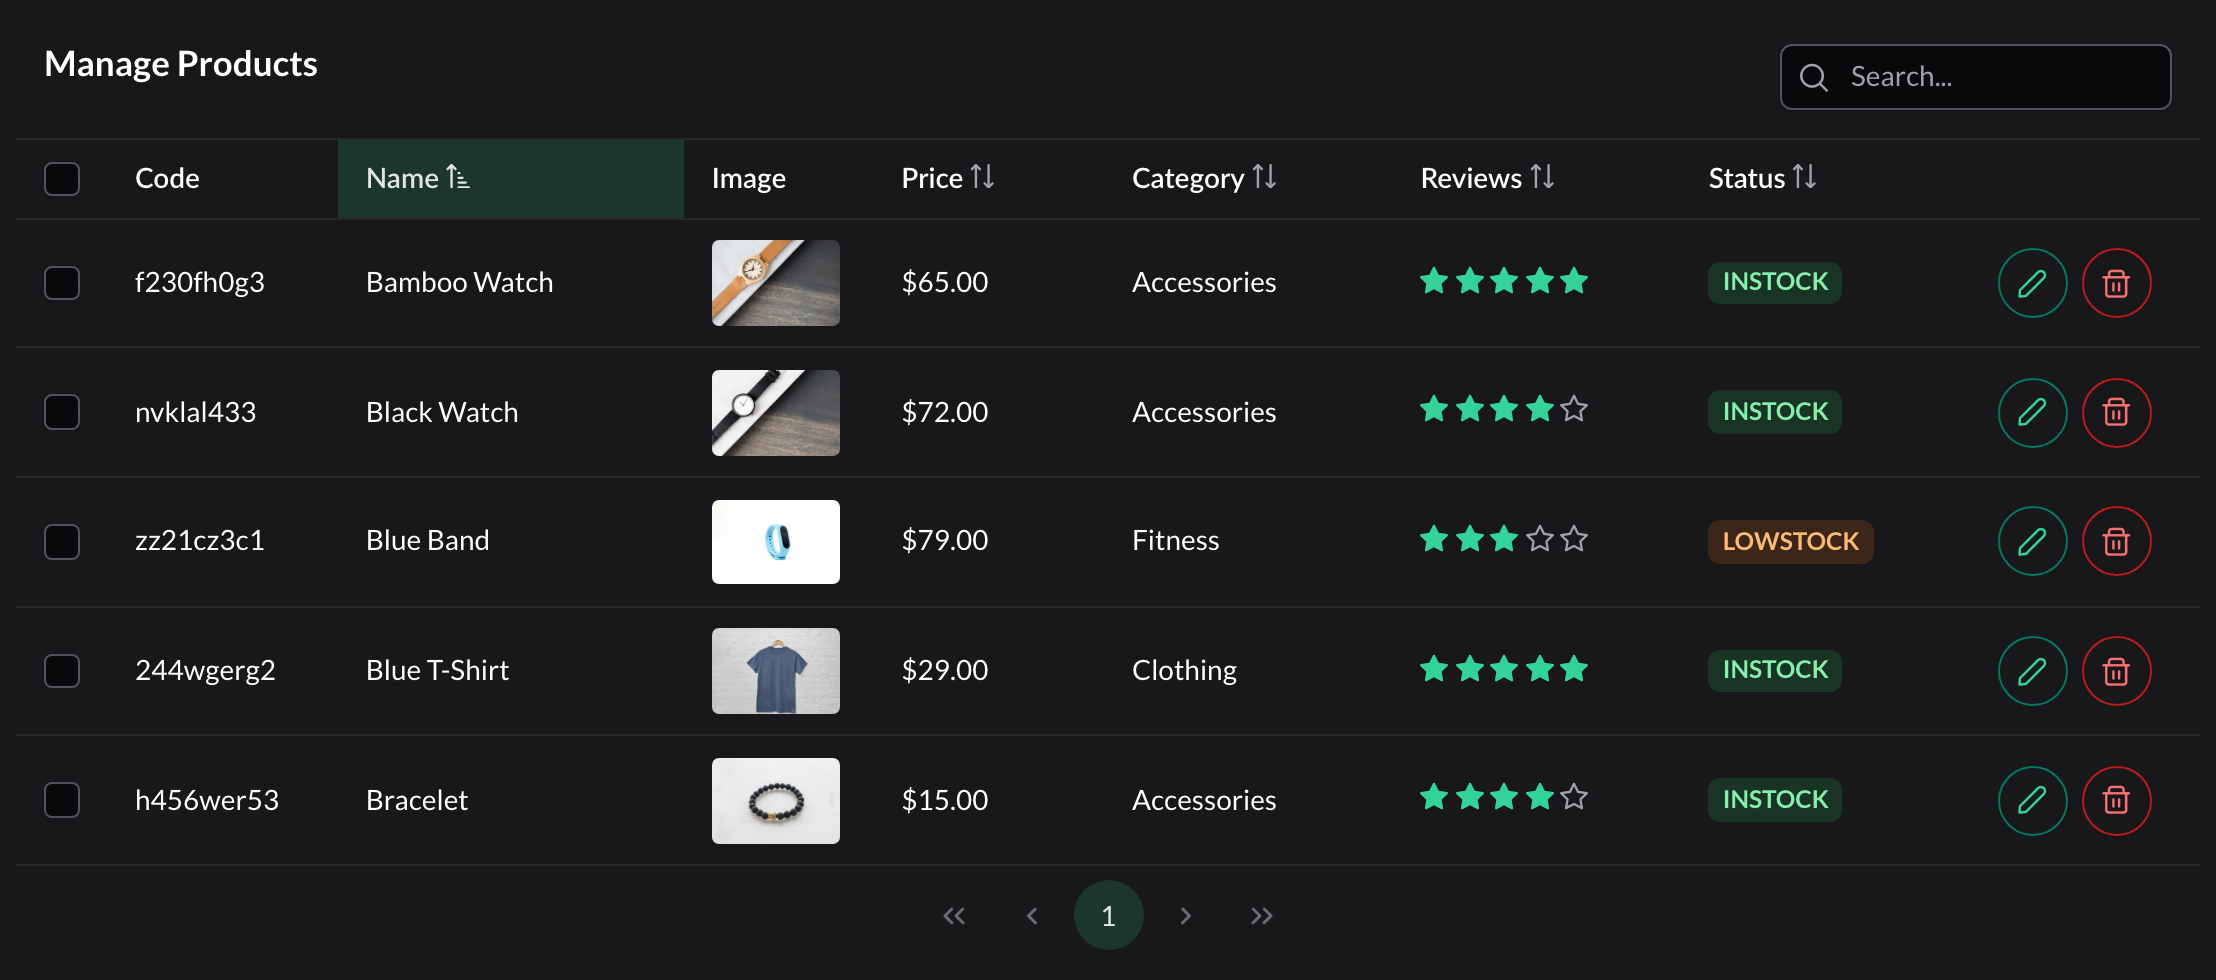 Manage Products
Search...
Code Name Image Price Category Reviews Status
f230fh0g3 Bamboo Watch $65.00 Accessories INSTOCK
nvklal433 Black Watch $72.00 Accessories INSTOCK
zz21cz3c1 Blue Band $79.00 Fitness LOWSTOCK
244wgerg2 Blue T-Shirt $29.00 Clothing INSTOCK
h456wer53 Bracelet $15.00 Accessories INSTOCK
1